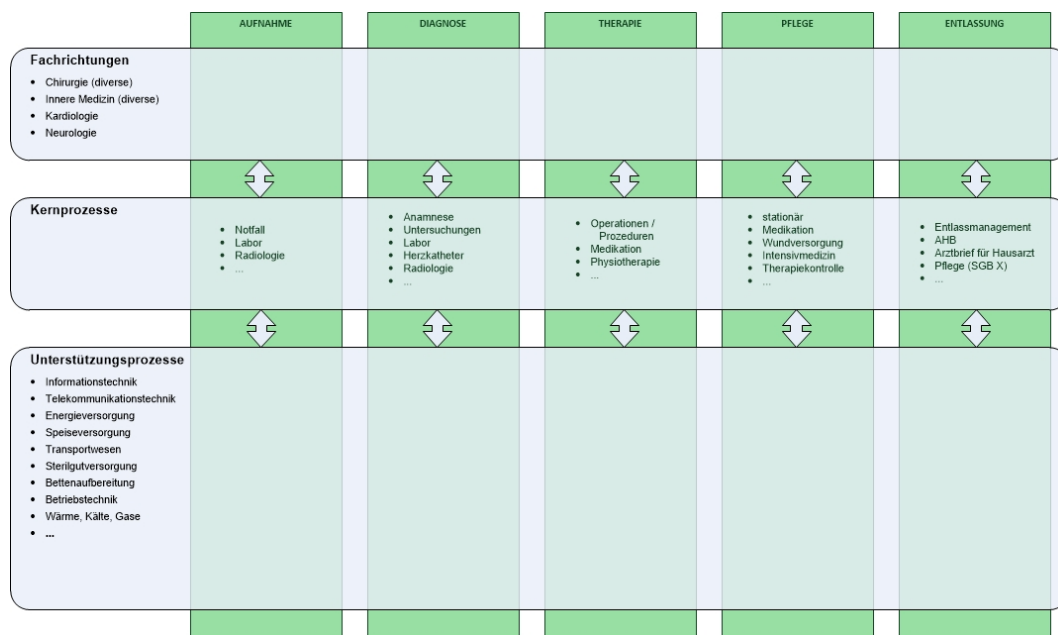 AUFNAHME
DIAGNOSE
THERAPIE
PFLEGE
ENTLASSUNG
Fachrichtungen
• Chirurgie (diverse)
• Innere Medizin (diverse)
• Kardiologie
• Neurologie
Kernprozesse
• Notfall
• Labor
• Radiologie
• ...
• Anamnese
• Untersuchungen
• Labor
• Herzkatheter
• Radiologie
• ...
• Operationen /
Prozeduren
• Medikation
• Physiotherapie
• ...
• stationär
• Medikation
• Wundversorgung
• Intensivmedizin
• Therapiekontrolle
• ...
• Entlassmanagement
• AHB
• Arztbrief für Hausarzt
• Pflege (SGB X)
• ...
Unterstützungsprozesse
• Informationstechnik
• Telekommunikationstechnik
• Energieversorgung
• Speiseversorgung
• Transportwesen
• Sterilgutversorgung
• Bettenaufbereitung
• Betriebstechnik
• Wärme, Kälte, Gase
• ...